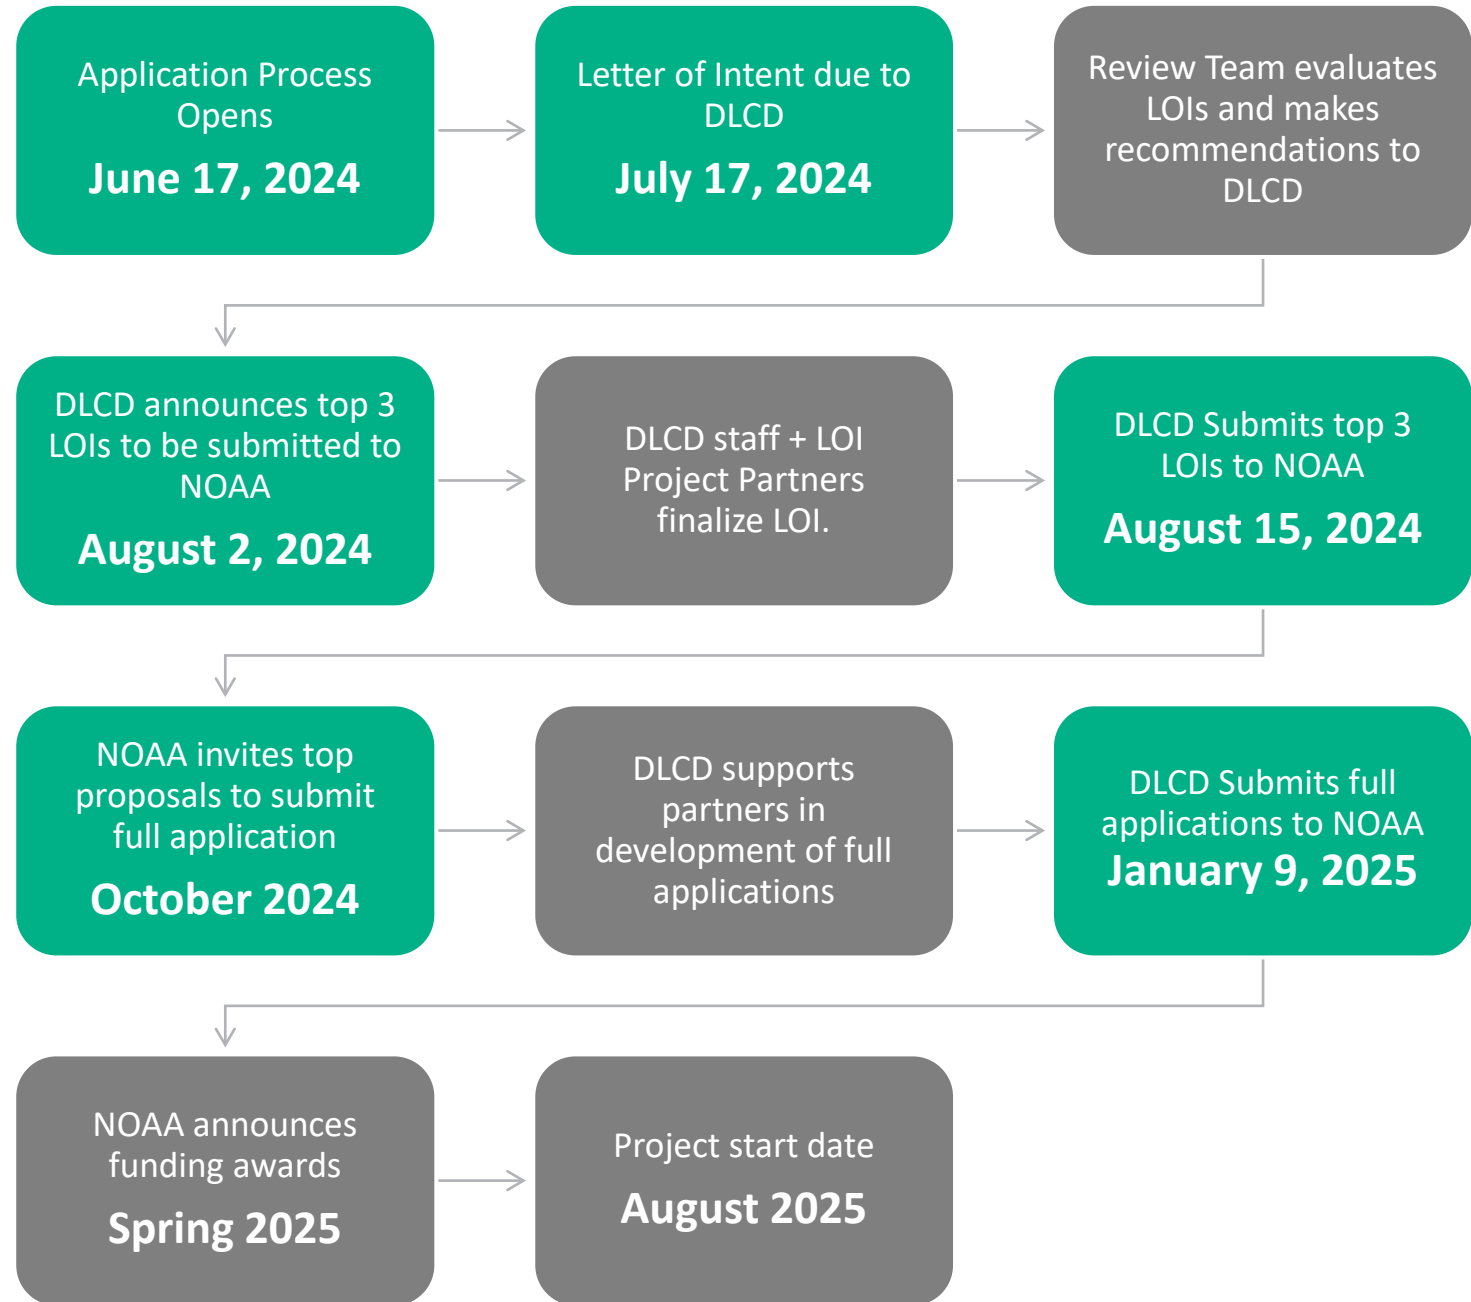 Application Process
Opens
June 17, 2024
Letter of Intent due to
DLCD
July 17, 2024
Review Team evaluates
LOIs and makes
recommendations to
DLCD
DLCD announces top 3
LOIs to be submitted to
NOAA
August 2, 2024
DLCD staff + LOI
Project Partners
finalize LOI.
DLCD Submits top 3
LOIs to NOAA
August 15, 2024
NOAA invites top
proposals to submit
full application
October 2024
DLCD supports
partners in
development of full
applications
DLCD Submits full
applications to NOAA
January 9, 2025
NOAA announces
funding awards
Spring 2025
Project start date
August 2025